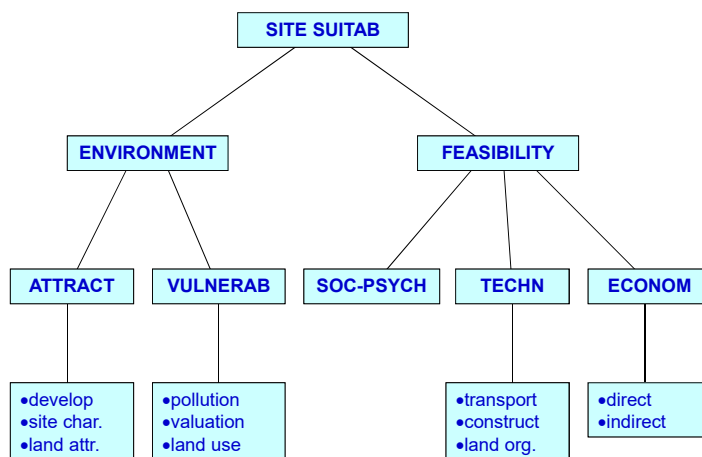 SITE SUITAB
ENVIRONMENT
FEASIBILITY
ATTRACT
VULNERAB
SOC-PSYCH
TECHN
ECONOM
•develop
•site char.
•land attr.
•pollution
•valuation
•land use
•transport
•construct
•land org.
•direct
•indirect